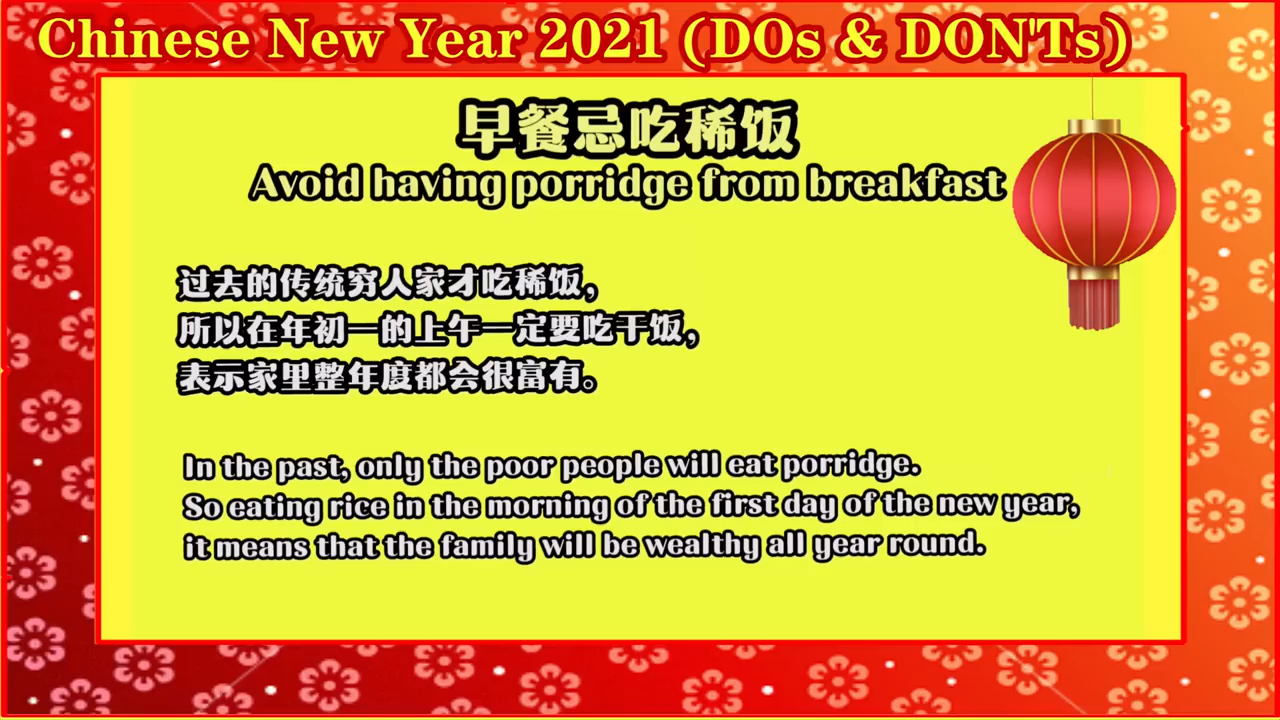 Chinese New Year 2021 (DOs & DON'Ts)
早餐忌吃稀饭
Avoid having porridge from breakfast
过去的传统穷人家才吃稀饭，
所以在年初一的上午一定要吃干饭，
表示家里整年度都会很富有。
In the past, only the poor people will eat porridge.
So eating rice in the morning of the first day of the new year,
it means that the family will be wealthy all year round.